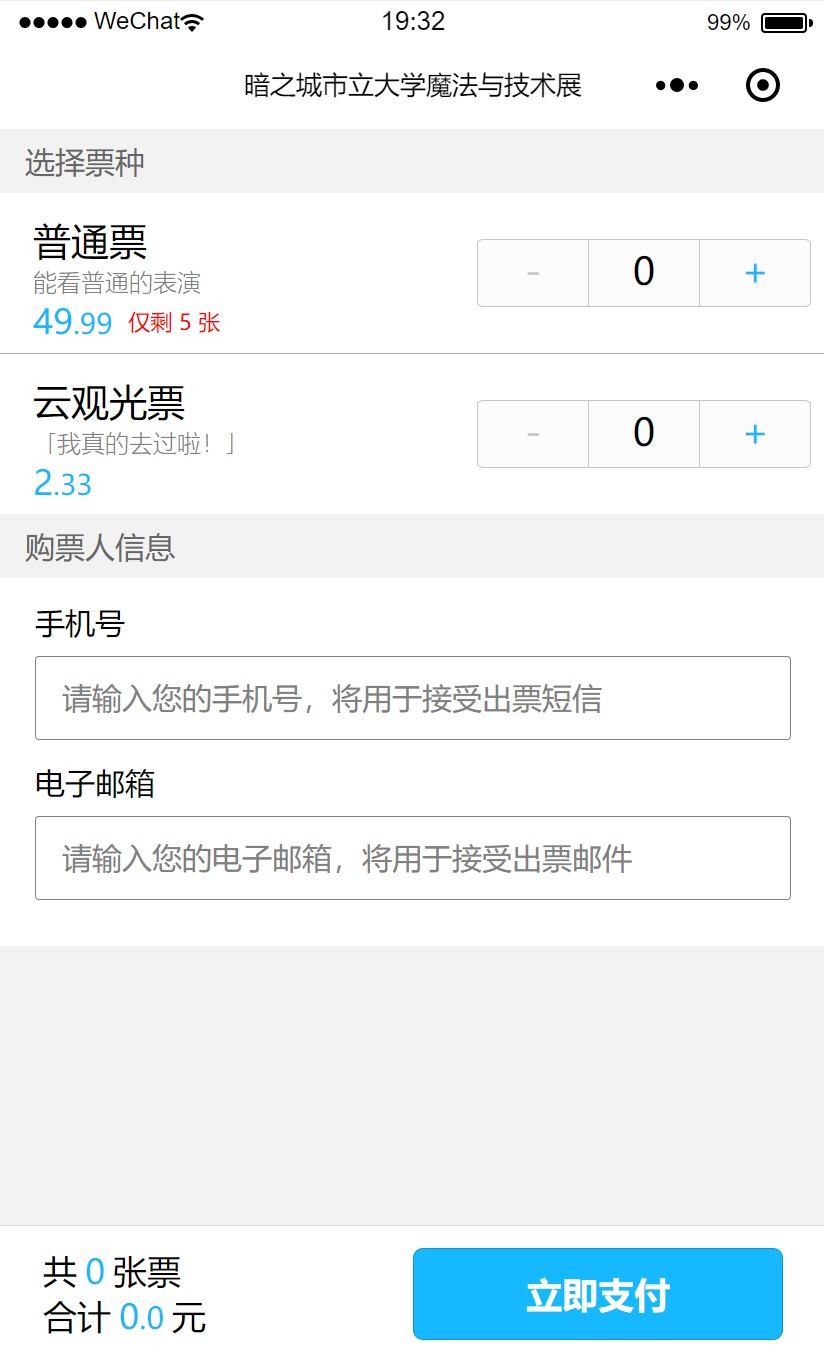 ●●●●● WeChat 19:32 99%
暗之城市立大学魔法与技术展
选择票种
普通票
能看普通的表演
49.99 仅剩 5 张
- 0 +
云观光票
「我真的去过啦！」
2.33
- 0 +
购票人信息
手机号
请输入您的手机号，将用于接受出票短信
电子邮箱
请输入您的电子邮箱，将用于接受出票邮件
共 0 张票
合计 0.0 元
立即支付